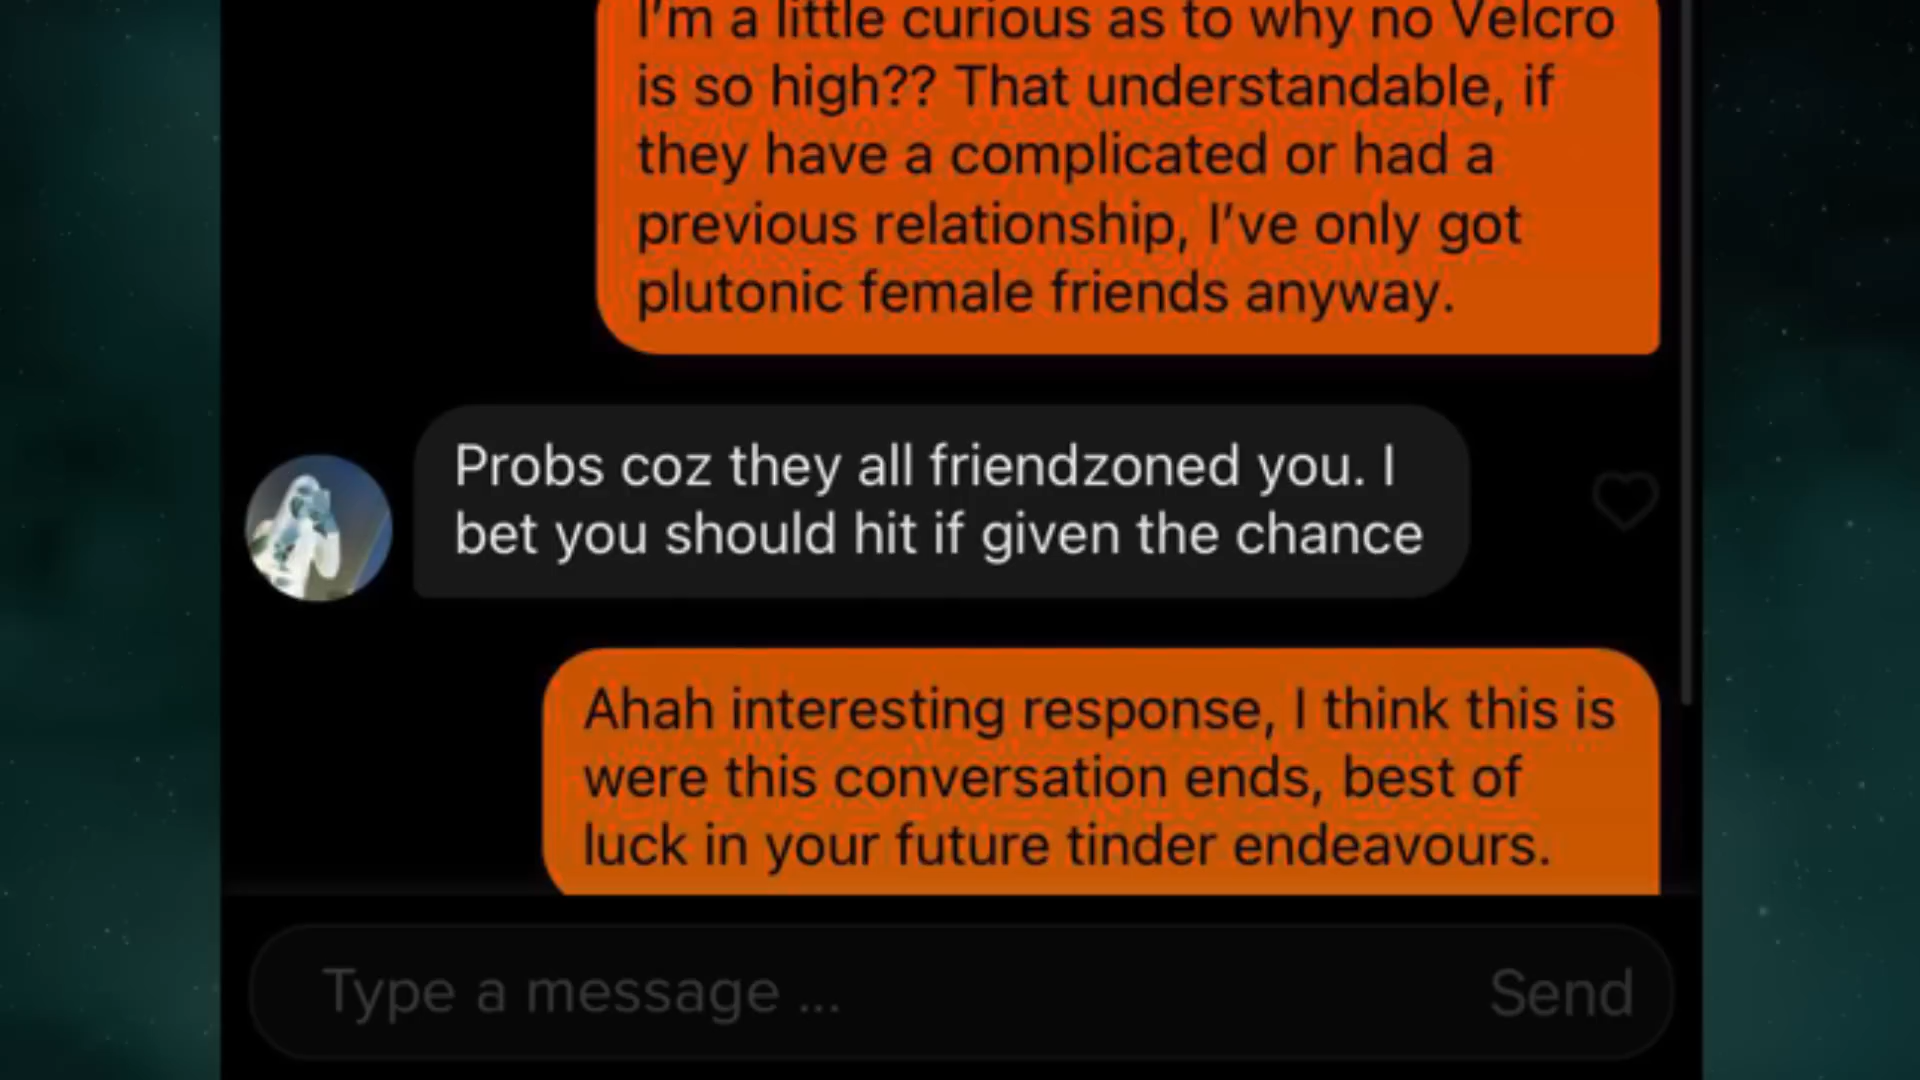 I'm a little curious as to why no Velcro
is so high?? That understandable, if
they have a complicated or had a
previous relationship, I've only got
plutonic female friends anyway.
Probs coz they all friendzoned you. I
bet you should hit if given the chance
Ahah interesting response, I think this is
were this conversation ends, best of
luck in your future tinder endeavours.
Type a message ...
Send